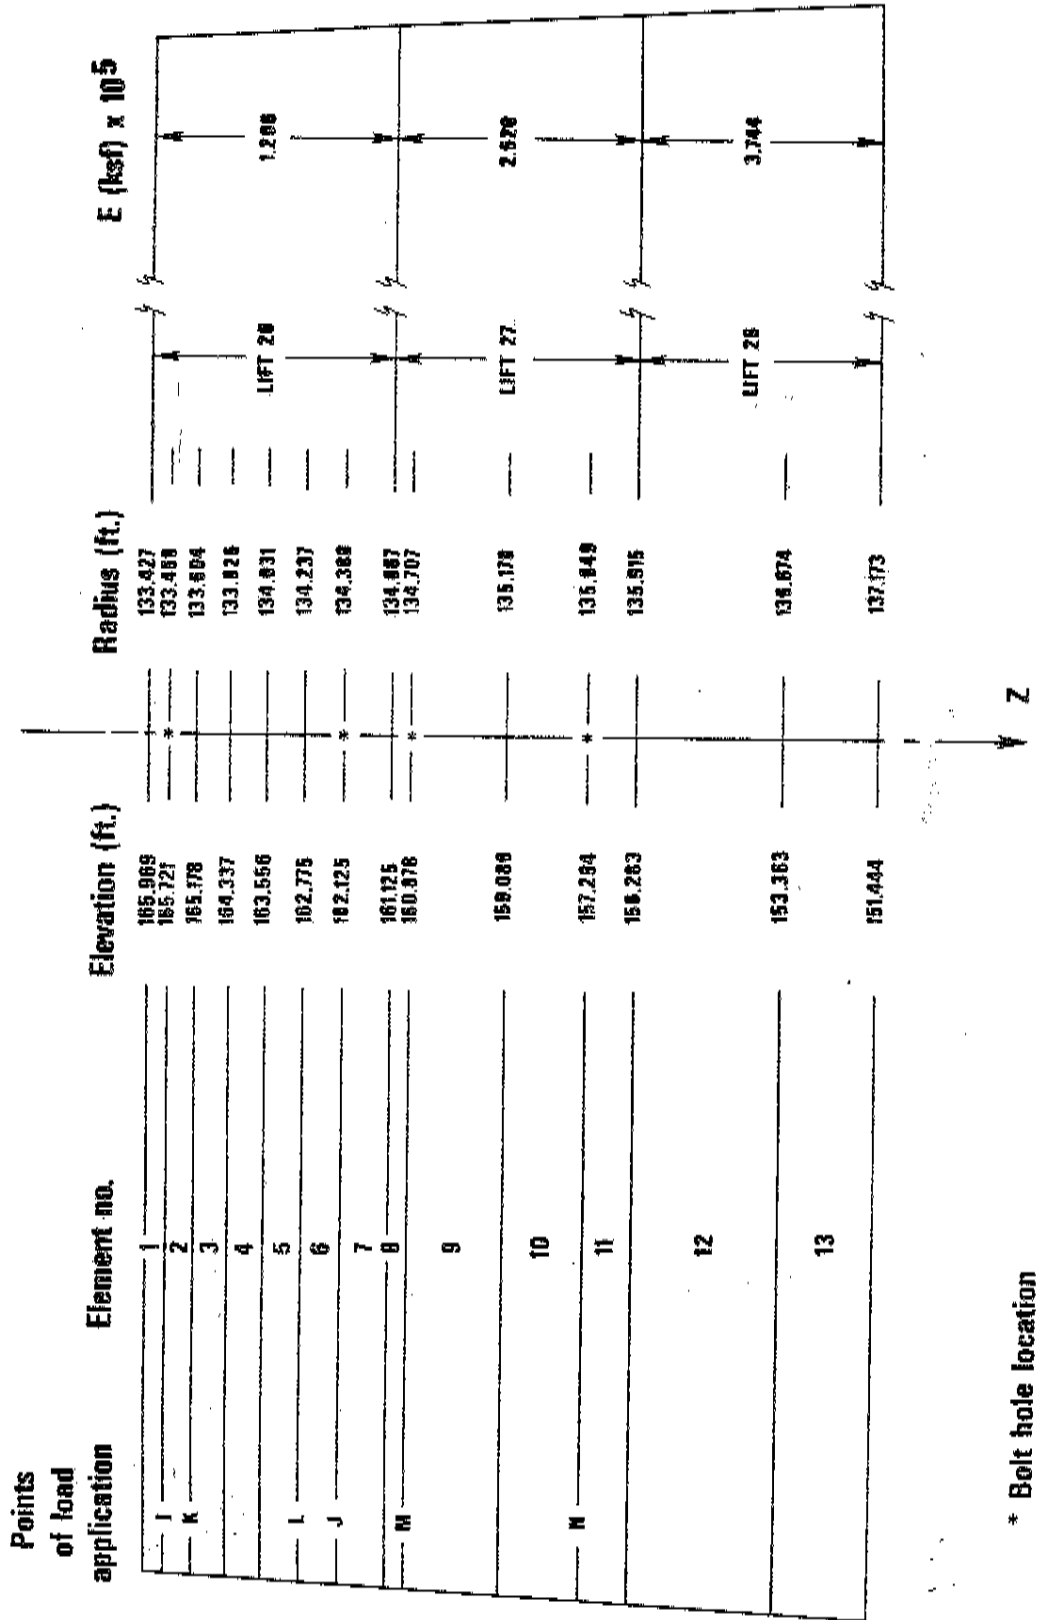 Points
of load
application
Element no.
Elevation (ft.)
Radius (ft.)
E (ksf) x 10⁵
I
K
L
J
M
N
1
2
3
4
5
6
7
8
9
10
11
12
13
165.969
165.721
165.178
164.337
163.556
162.775
162.125
161.125
160.876
159.086
157.294
156.263
153.363
151.444
*
*
*
*
Z
133.427
133.468
133.604
133.826
134.031
134.237
134.389
134.667
134.707
135.178
135.649
135.915
136.674
137.173
LIFT 28
LIFT 27
LIFT 26
1.286
2.520
3.744
* Bolt hole location